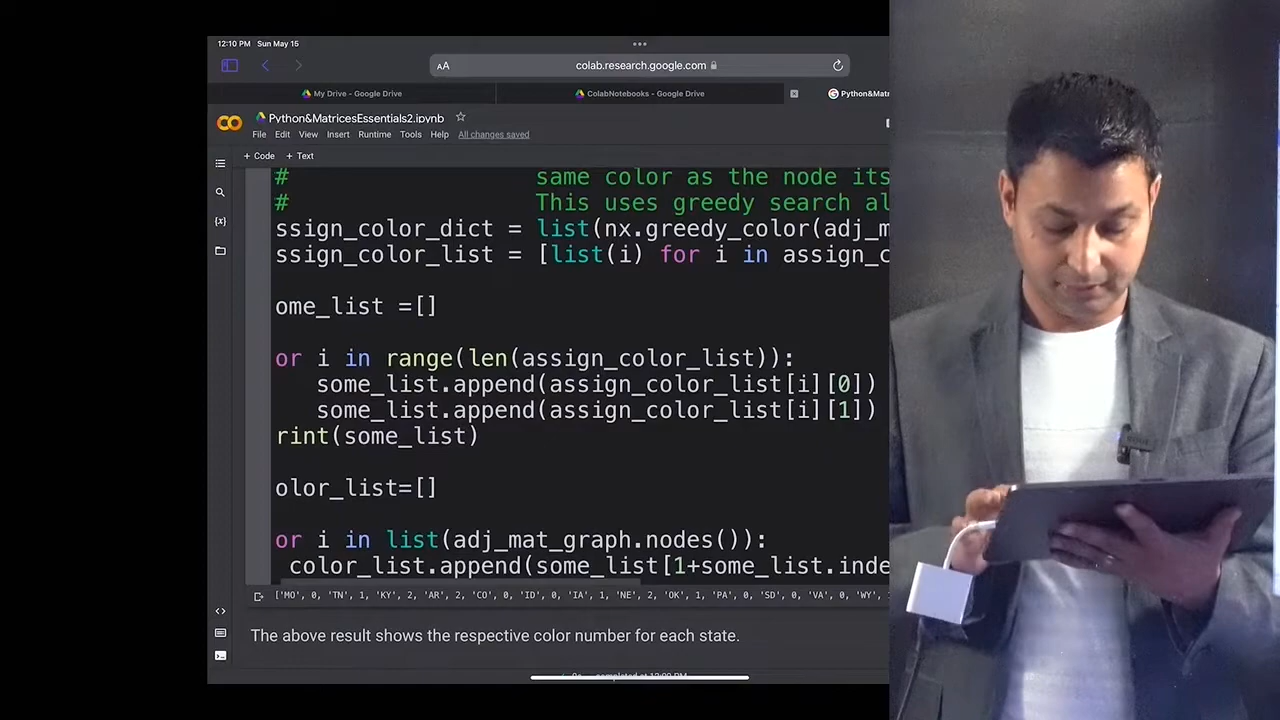 12:10 PM Sun May 15
AA colab.research.google.com
My Drive - Google Drive
ColabNotebooks - Google Drive
Python&Matr
Python&MatricesEssentials2.ipynb
File Edit View Insert Runtime Tools Help All changes saved
+ Code + Text
# same color as the node its
# This uses greedy search al
ssign_color_dict = list(nx.greedy_color(adj_m
ssign_color_list = [list(i) for i in assign_c
ome_list =[]
or i in range(len(assign_color_list)):
some_list.append(assign_color_list[i][0])
some_list.append(assign_color_list[i][1])
rint(some_list)
olor_list=[]
or i in list(adj_mat_graph.nodes()):
color_list.append(some_list[1+some_list.inde
['MO', 0, 'TN', 1, 'KY', 2, 'AR', 2, 'CO', 0, 'ID', 0, 'IA', 1, 'NE', 2, 'OK', 1, 'PA', 0, 'SD', 0, 'VA', 0, 'WY',
The above result shows the respective color number for each state.